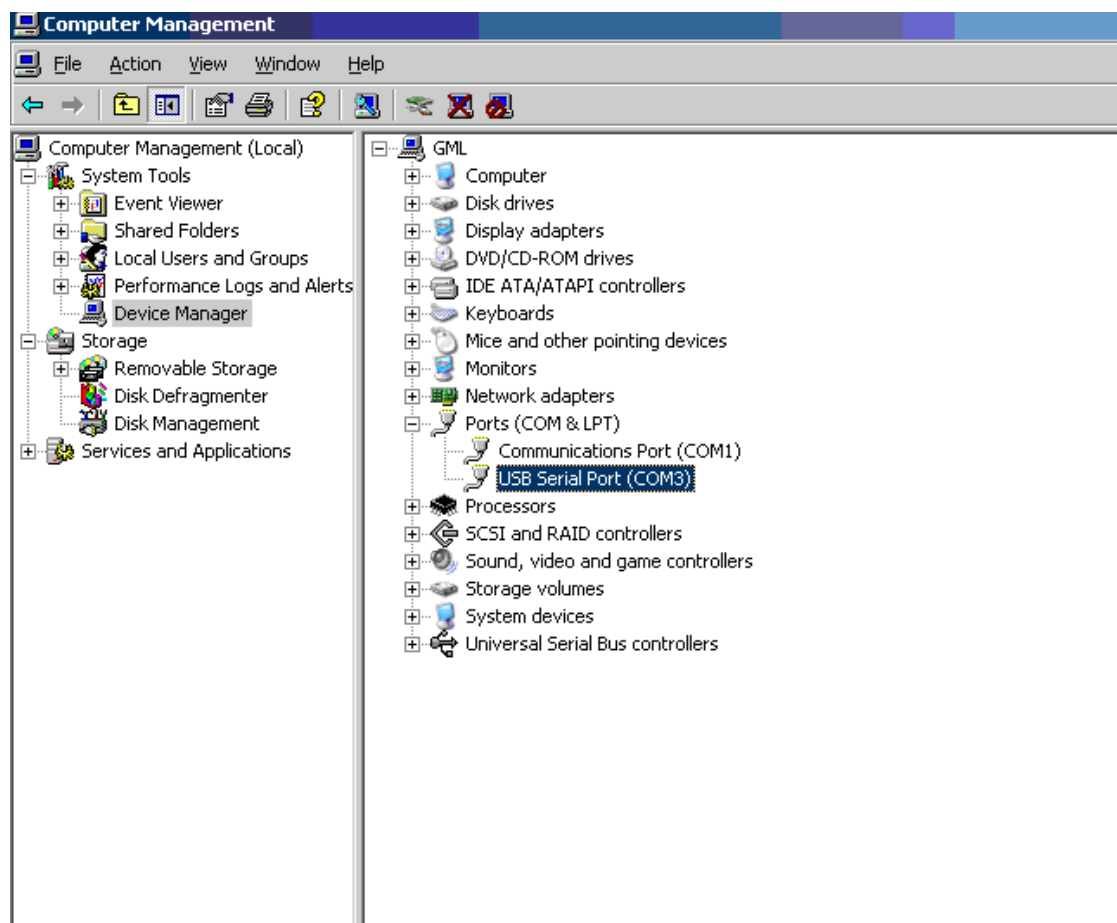 Computer Management
File Action View Window Help
Computer Management (Local)
System Tools
Event Viewer
Shared Folders
Local Users and Groups
Performance Logs and Alerts
Device Manager
Storage
Removable Storage
Disk Defragmenter
Disk Management
Services and Applications
GML
Computer
Disk drives
Display adapters
DVD/CD-ROM drives
IDE ATA/ATAPI controllers
Keyboards
Mice and other pointing devices
Monitors
Network adapters
Ports (COM & LPT)
Communications Port (COM1)
USB Serial Port (COM3)
Processors
SCSI and RAID controllers
Sound, video and game controllers
Storage volumes
System devices
Universal Serial Bus controllers